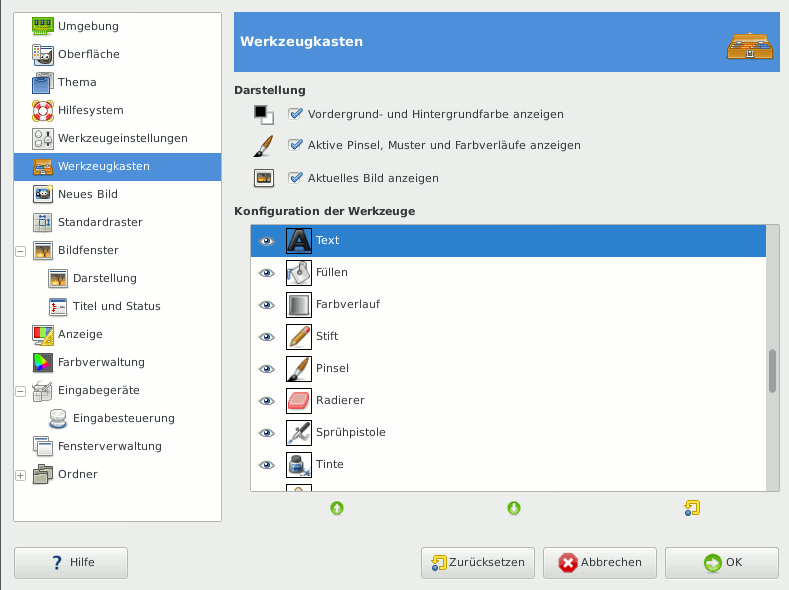 Umgebung
Oberfläche
Thema
Hilfesystem
Werkzeugeinstellungen
Werkzeugkasten
Neues Bild
Standardraster
Bildfenster
Darstellung
Titel und Status
Anzeige
Farbverwaltung
Eingabegeräte
Eingabesteuerung
Fensterverwaltung
Ordner
Werkzeugkasten
Darstellung
Vordergrund- und Hintergrundfarbe anzeigen
Aktive Pinsel, Muster und Farbverläufe anzeigen
Aktuelles Bild anzeigen
Konfiguration der Werkzeuge
Text
Füllen
Farbverlauf
Stift
Pinsel
Radierer
Sprühpistole
Tinte
Hilfe
Zurücksetzen
Abbrechen
OK